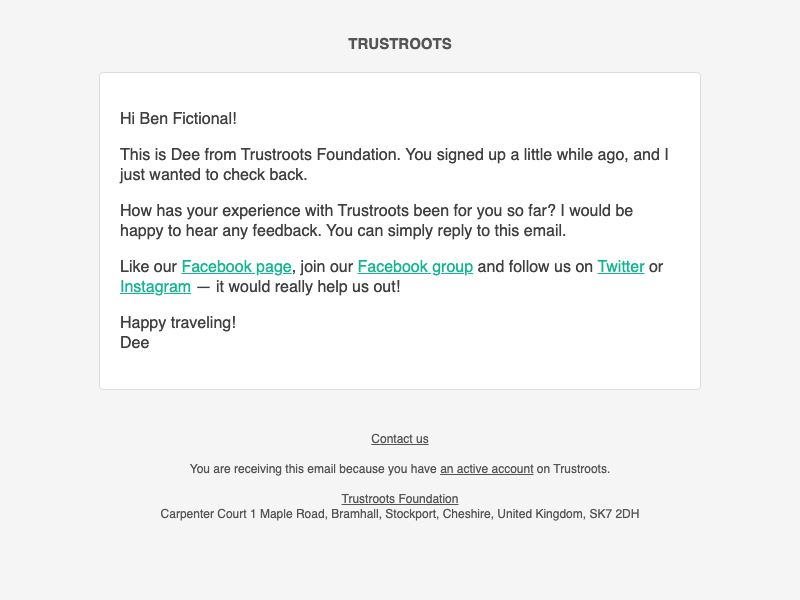 TRUSTROOTS
Hi Ben Fictional!
This is Dee from Trustroots Foundation. You signed up a little while ago, and I
just wanted to check back.
How has your experience with Trustroots been for you so far? I would be
happy to hear any feedback. You can simply reply to this email.
Like our Facebook page, join our Facebook group and follow us on Twitter or
Instagram — it would really help us out!
Happy traveling!
Dee
Contact us
You are receiving this email because you have an active account on Trustroots.
Trustroots Foundation
Carpenter Court 1 Maple Road, Bramhall, Stockport, Cheshire, United Kingdom, SK7 2DH